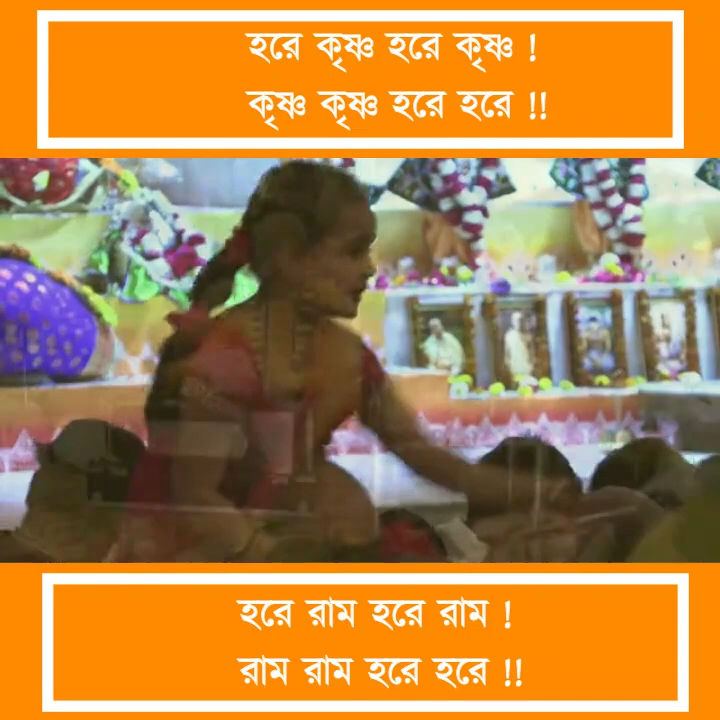 হরে কৃষ্ণ হরে কৃষ্ণ !
কৃষ্ণ কৃষ্ণ হরে হরে !!
হরে রাম হরে রাম !
রাম রাম হরে হরে !!